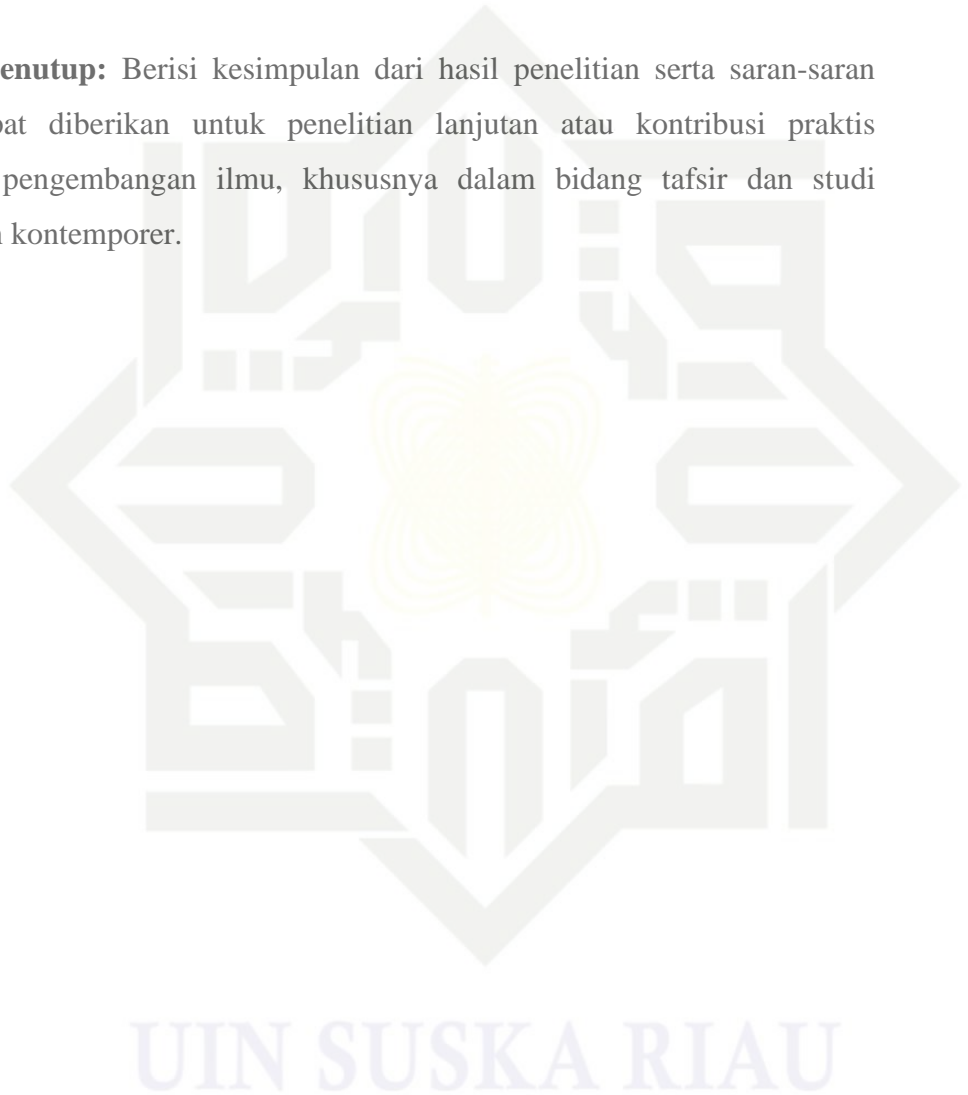 enutup: Berisi kesimpulan dari hasil penelitian serta saran-saran
at diberikan untuk penelitian lanjutan atau kontribusi praktis
pengembangan ilmu, khususnya dalam bidang tafsir dan studi
kontemporer.
UIN SUSKA RIAU